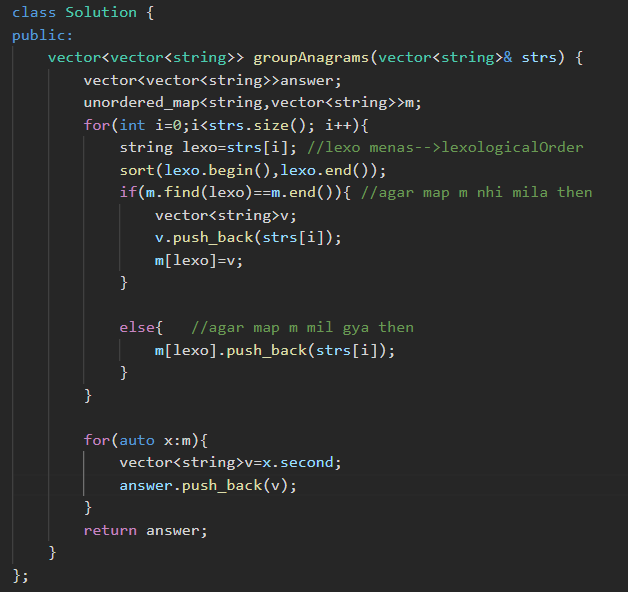 class Solution {
public:
    vector<vector<string>> groupAnagrams(vector<string>& strs) {
        vector<vector<string>>answer;
        unordered_map<string,vector<string>>m;
        for(int i=0;i<strs.size(); i++){
            string lexo=strs[i]; //lexo menas-->lexologicalOrder
            sort(lexo.begin(),lexo.end());
            if(m.find(lexo)==m.end()){ //agar map m nhi mila then
                vector<string>v;
                v.push_back(strs[i]);
                m[lexo]=v;
            }
            else{   //agar map m mil gya then
                m[lexo].push_back(strs[i]);
            }
        }
        for(auto x:m){
            vector<string>v=x.second;
            answer.push_back(v);
        }
        return answer;
    }
};